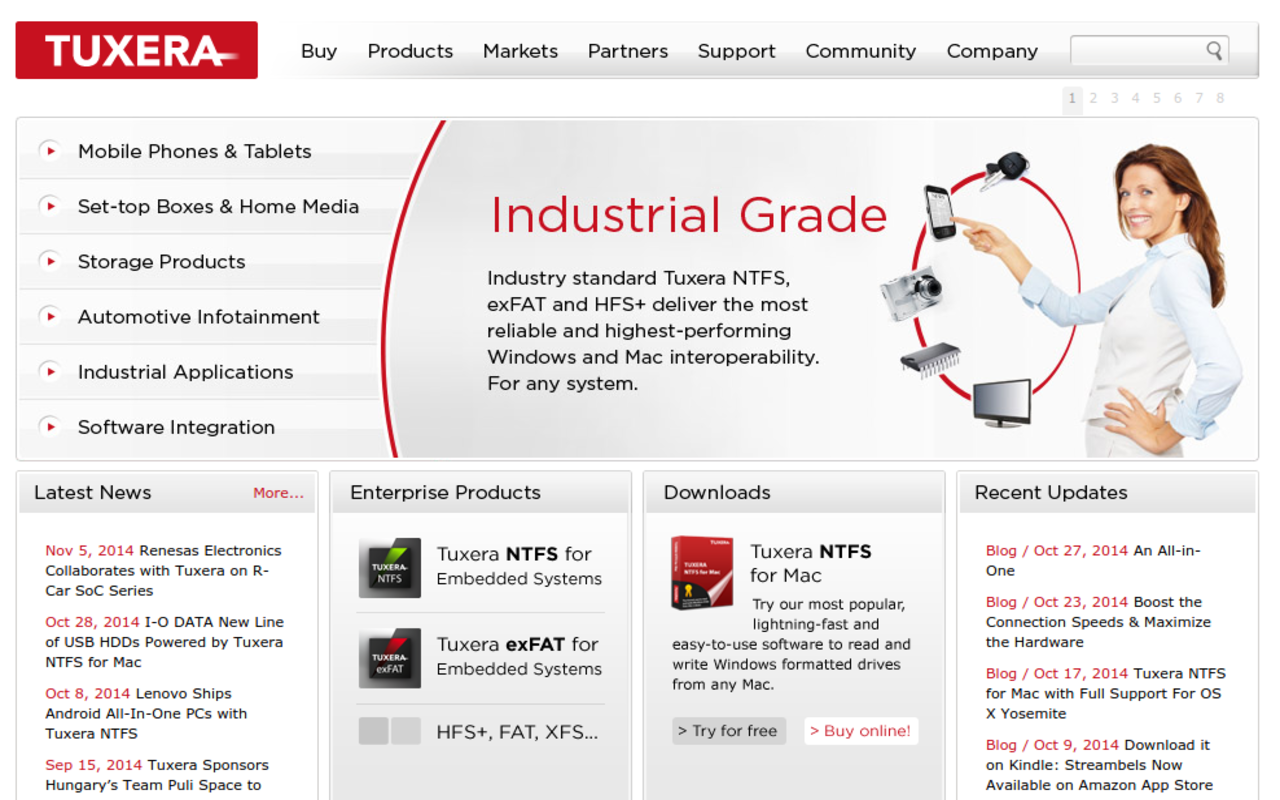 TUXERA
Buy Products Markets Partners Support Community Company
1 2 3 4 5 6 7 8
Mobile Phones & Tablets
Set-top Boxes & Home Media
Storage Products
Automotive Infotainment
Industrial Applications
Software Integration
Industrial Grade
Industry standard Tuxera NTFS,
exFAT and HFS+ deliver the most
reliable and highest-performing
Windows and Mac interoperability.
For any system.
Latest News More...
Nov 5, 2014 Renesas Electronics
Collaborates with Tuxera on R-
Car SoC Series
Oct 28, 2014 I-O DATA New Line
of USB HDDs Powered by Tuxera
NTFS for Mac
Oct 8, 2014 Lenovo Ships
Android All-In-One PCs with
Tuxera NTFS
Sep 15, 2014 Tuxera Sponsors
Hungary's Team Puli Space to
Enterprise Products
TUXERA
NTFS
Tuxera NTFS for
Embedded Systems
TUXERA
exFAT
Tuxera exFAT for
Embedded Systems
HFS+, FAT, XFS...
Downloads
TUXERA
NTFS for Mac
Tuxera NTFS
for Mac
Try our most popular,
lightning-fast and
easy-to-use software to read and
write Windows formatted drives
from any Mac.
> Try for free > Buy online!
Recent Updates
Blog / Oct 27, 2014 An All-in-
One
Blog / Oct 23, 2014 Boost the
Connection Speeds & Maximize
the Hardware
Blog / Oct 17, 2014 Tuxera NTFS
for Mac with Full Support For OS
X Yosemite
Blog / Oct 9, 2014 Download it
on Kindle: Streambels Now
Available on Amazon App Store